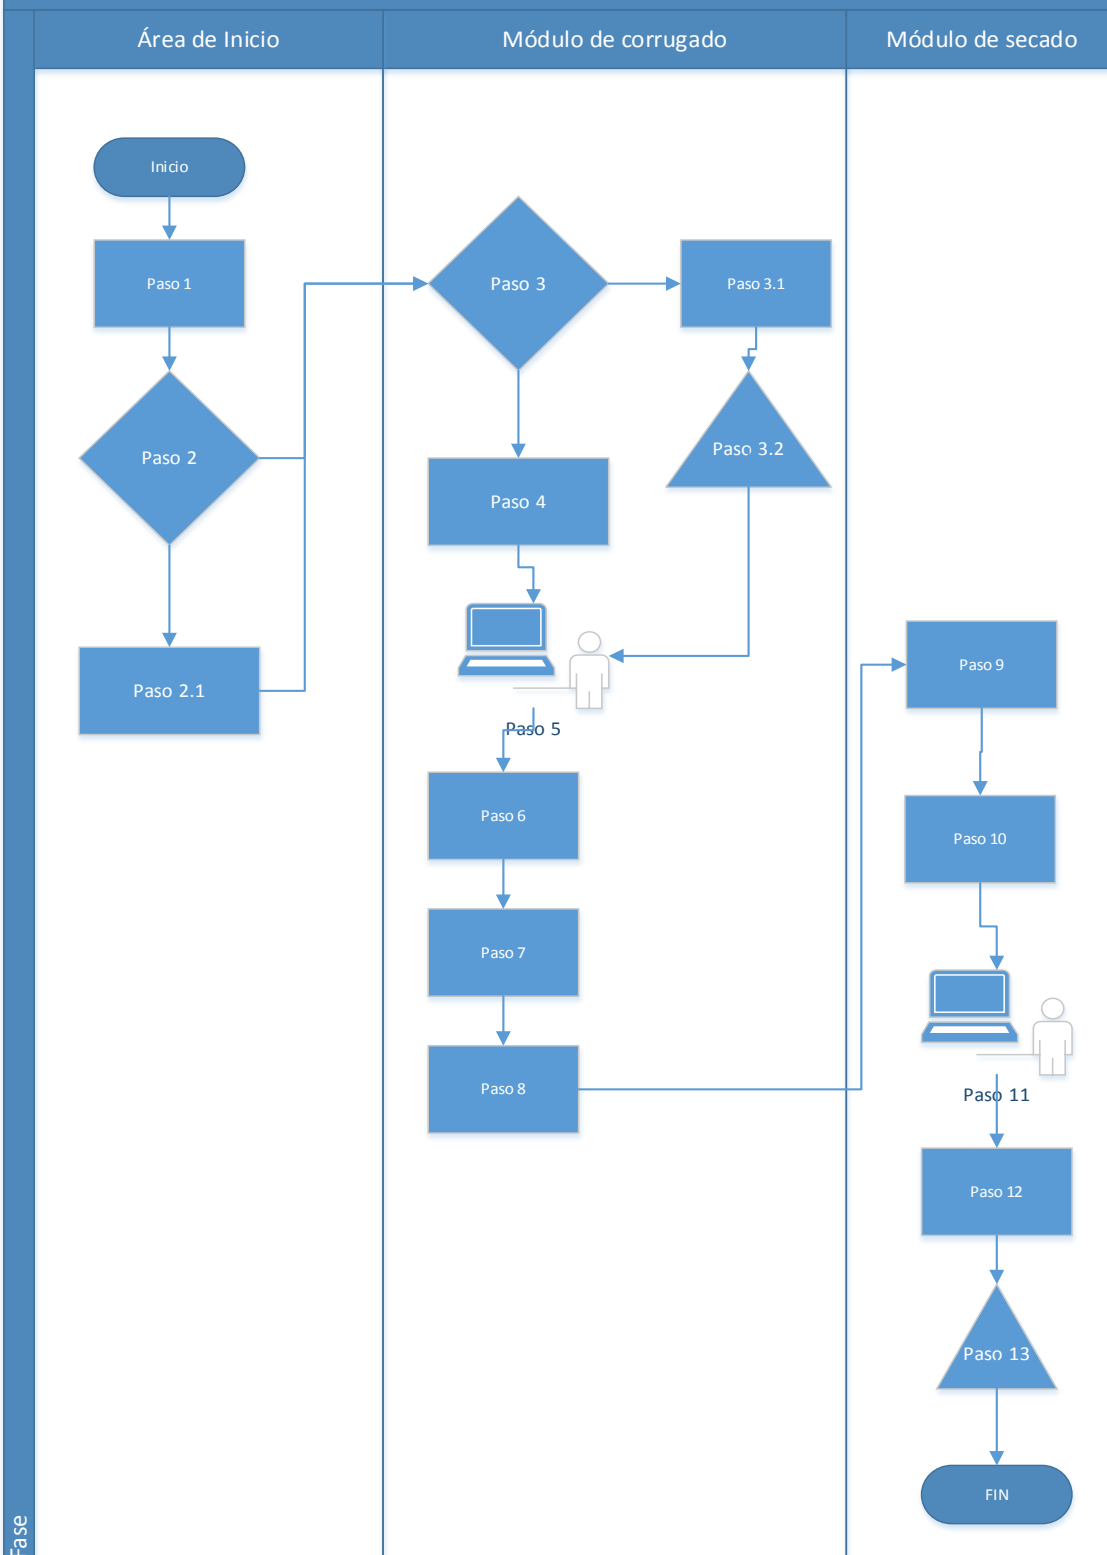 Área de Inicio
Módulo de corrugado
Módulo de secado
Inicio
Paso 1
Paso 2
Paso 2.1
Paso 3
Paso 3.1
Paso 3.2
Paso 4
Paso 5
Paso 6
Paso 7
Paso 8
Paso 9
Paso 10
Paso 11
Paso 12
Paso 13
FIN
Fase